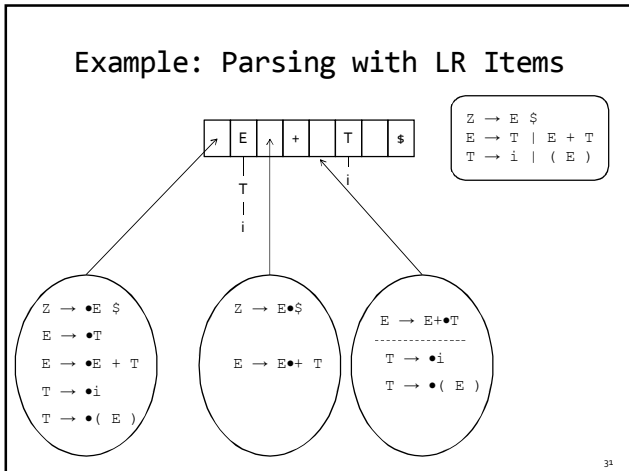 Example: Parsing with LR Items
E + T $
Z → E $
E → T | E + T
T → i | ( E )
T
i
i
Z → •E $
E → •T
E → •E + T
T → •i
T → •( E )
Z → E•$
E → E•+ T
E → E+•T
T → •i
T → •( E )
31